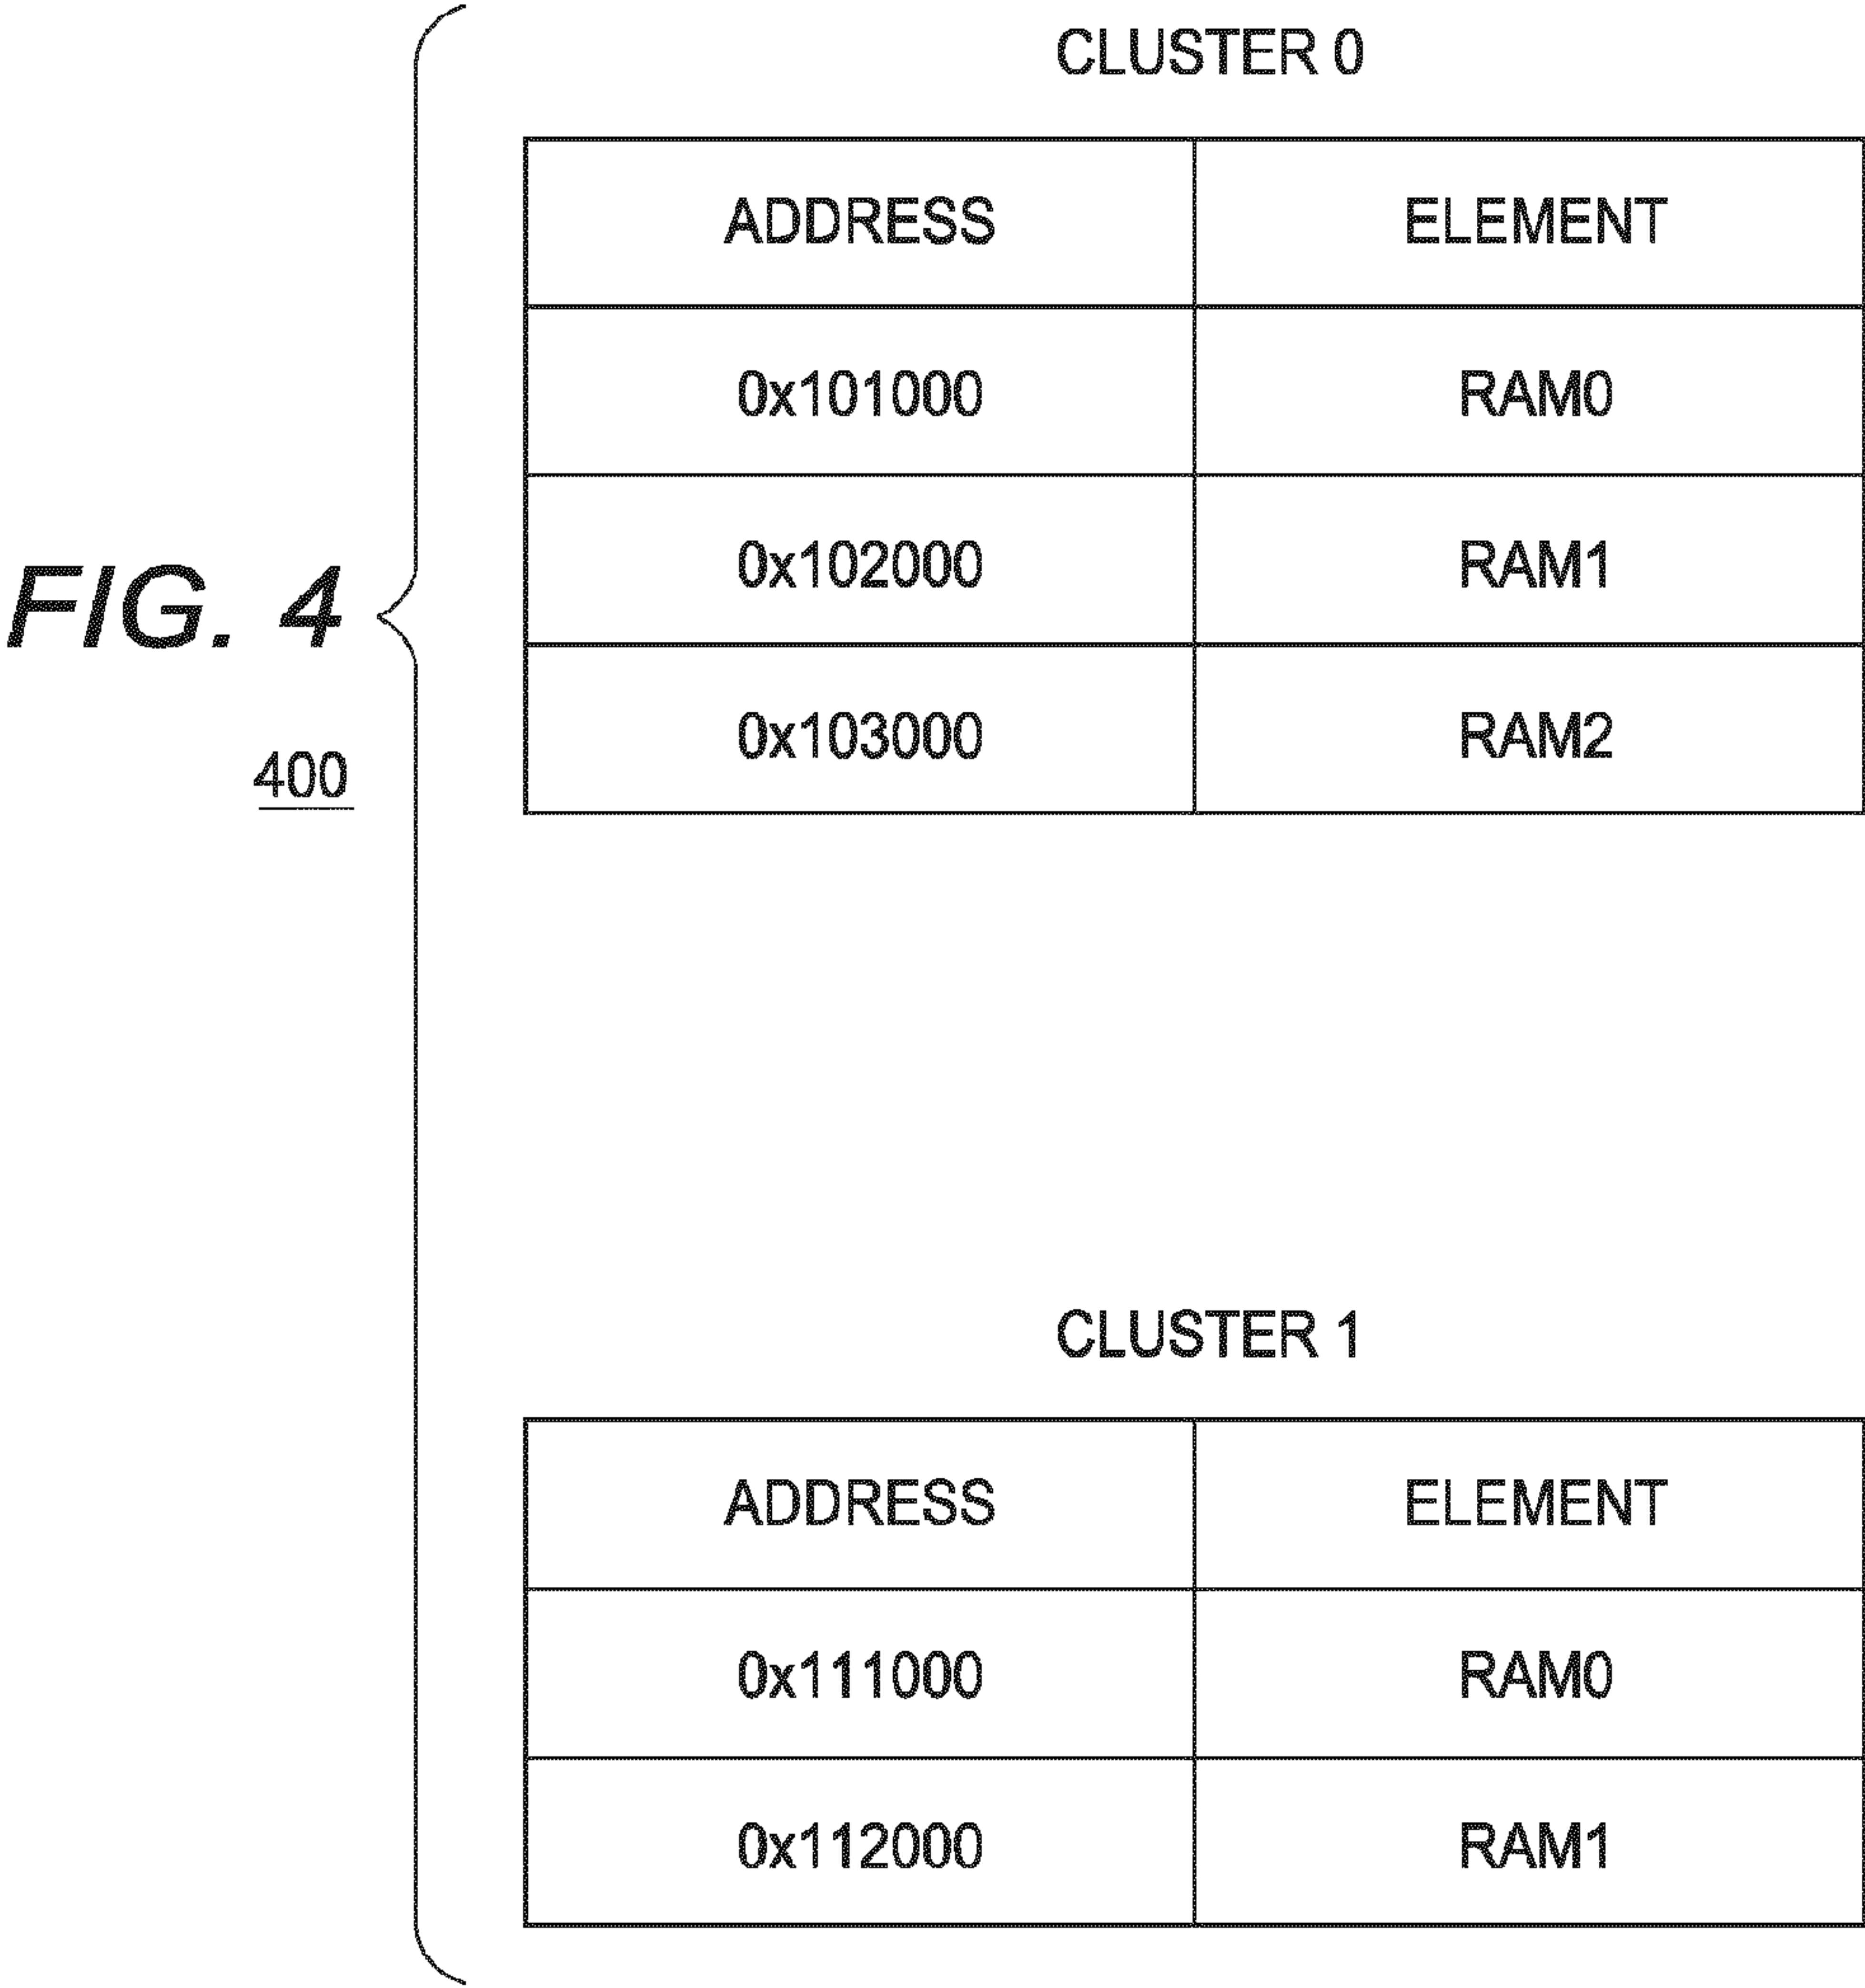 CLUSTER 0
ADDRESS ELEMENT
0x101000 RAM0
0x102000 RAM1
0x103000 RAM2
FIG. 4
400
CLUSTER 1
ADDRESS ELEMENT
0x111000 RAM0
0x112000 RAM1